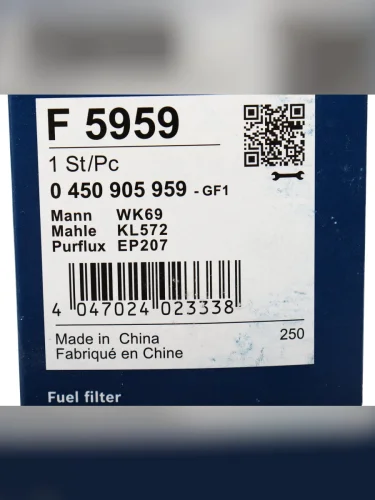 F 5959
1 St/Pc
0 450 905 959 - GF1
Mann WK69
Mahle KL572
Purflux EP207
4 047024 023338
Made in China 250
Fabriqué en Chine
Fuel filter